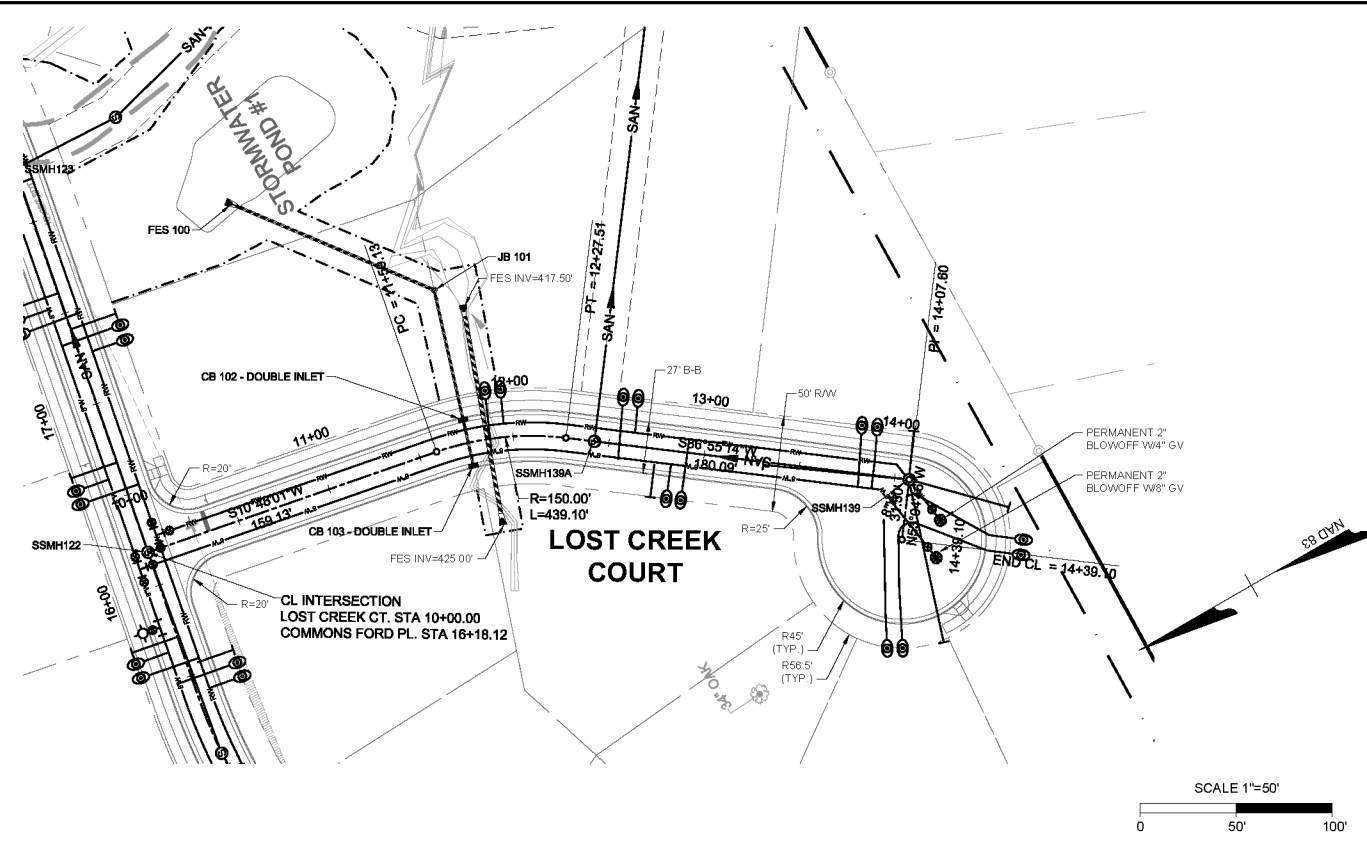 SAN
STORMWATER
POND #1
SSMH123
FES 100
JB 101
FES INV=417.50'
PT = 12+27.51
SAN
SAN
PI = 14+07.60
CB 102 - DOUBLE INLET
12+00
27' B-B
13+00
50' R/W
14+00
SAN
17+00
11+00
R=20'
10+00
S10°48'01"W
159.13'
RW
8"W
SSMH139A
S86°55'14"W
180.09'
R=150.00'
L=439.10'
CB 103 - DOUBLE INLET
FES INV=425.00'
LOST CREEK
COURT
SSMH139
R=25'
PERMANENT 2"
BLOWOFF W/4" GV
PERMANENT 2"
BLOWOFF W/8" GV
14+39.10
END CL = 14+39.10
NAD 83
SSMH122
16+00
R=20'
CL INTERSECTION
LOST CREEK CT. STA 10+00.00
COMMONS FORD PL. STA 16+18.12
R45'
(TYP.)
R56.5'
(TYP.)
34" OAK
SCALE 1"=50'
0 50' 100'